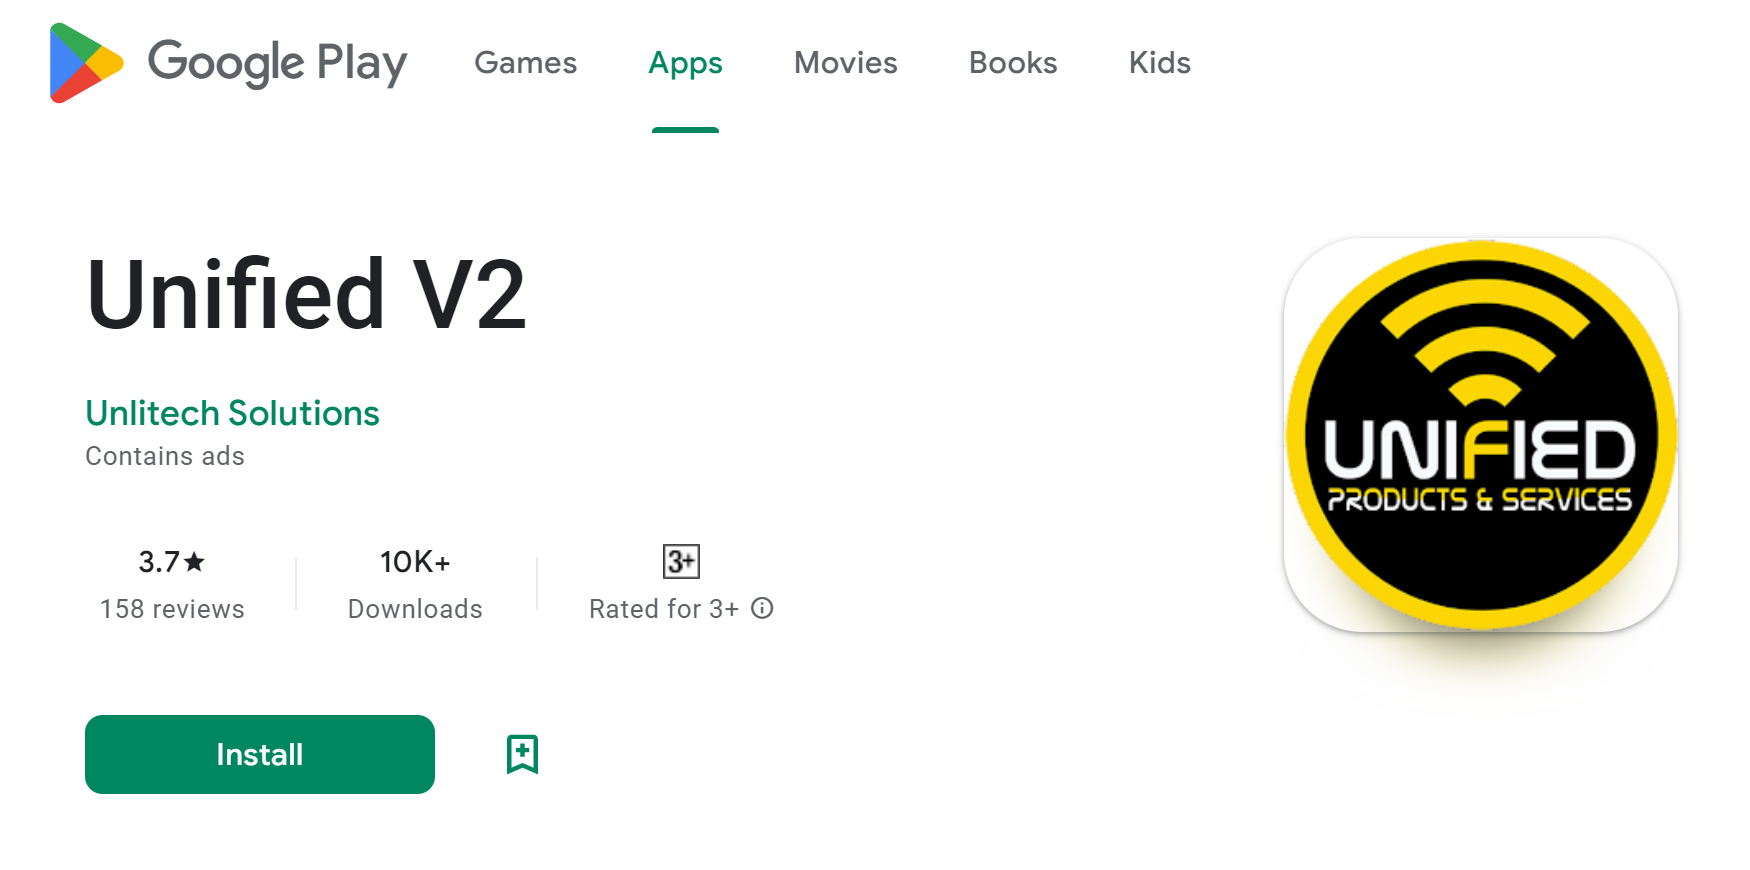 Google Play
Games
Apps
Movies
Books
Kids
Unified V2
Unlitech Solutions
Contains ads
3.7★
158 reviews
10K+
Downloads
3+
Rated for 3+
Install
UNIFIED
PRODUCTS & SERVICES